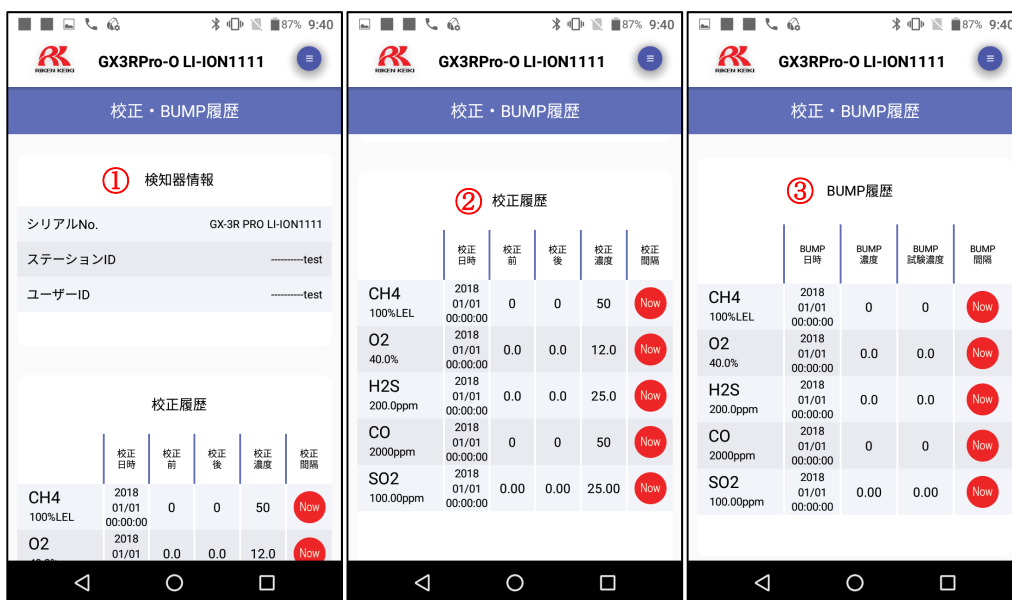 87% 9:40
RIKEN KEIKI
GX3RPro-O LI-ION1111
校正・BUMP履歴
① 検知器情報
シリアルNo. GX-3R PRO LI-ION1111
ステーションID ----------test
ユーザーID ----------test
校正履歴
校正日時 校正前 校正後 校正濃度 校正間隔
CH4 100%LEL 2018 01/01 00:00:00 0 0 50 Now
O2 2018 01/01 0.0 0.0 12.0 Now
87% 9:40
RIKEN KEIKI
GX3RPro-O LI-ION1111
校正・BUMP履歴
② 校正履歴
校正日時 校正前 校正後 校正濃度 校正間隔
CH4 100%LEL 2018 01/01 00:00:00 0 0 50 Now
O2 40.0% 2018 01/01 00:00:00 0.0 0.0 12.0 Now
H2S 200.0ppm 2018 01/01 00:00:00 0.0 0.0 25.0 Now
CO 2000ppm 2018 01/01 00:00:00 0 0 50 Now
SO2 100.00ppm 2018 01/01 00:00:00 0.00 0.00 25.00 Now
87% 9:40
RIKEN KEIKI
GX3RPro-O LI-ION1111
校正・BUMP履歴
③ BUMP履歴
BUMP日時 BUMP濃度 BUMP試験濃度 BUMP間隔
CH4 100%LEL 2018 01/01 00:00:00 0 0 Now
O2 40.0% 2018 01/01 00:00:00 0.0 0.0 Now
H2S 200.0ppm 2018 01/01 00:00:00 0.0 0.0 Now
CO 2000ppm 2018 01/01 00:00:00 0 0 Now
SO2 100.00ppm 2018 01/01 00:00:00 0.00 0.00 Now